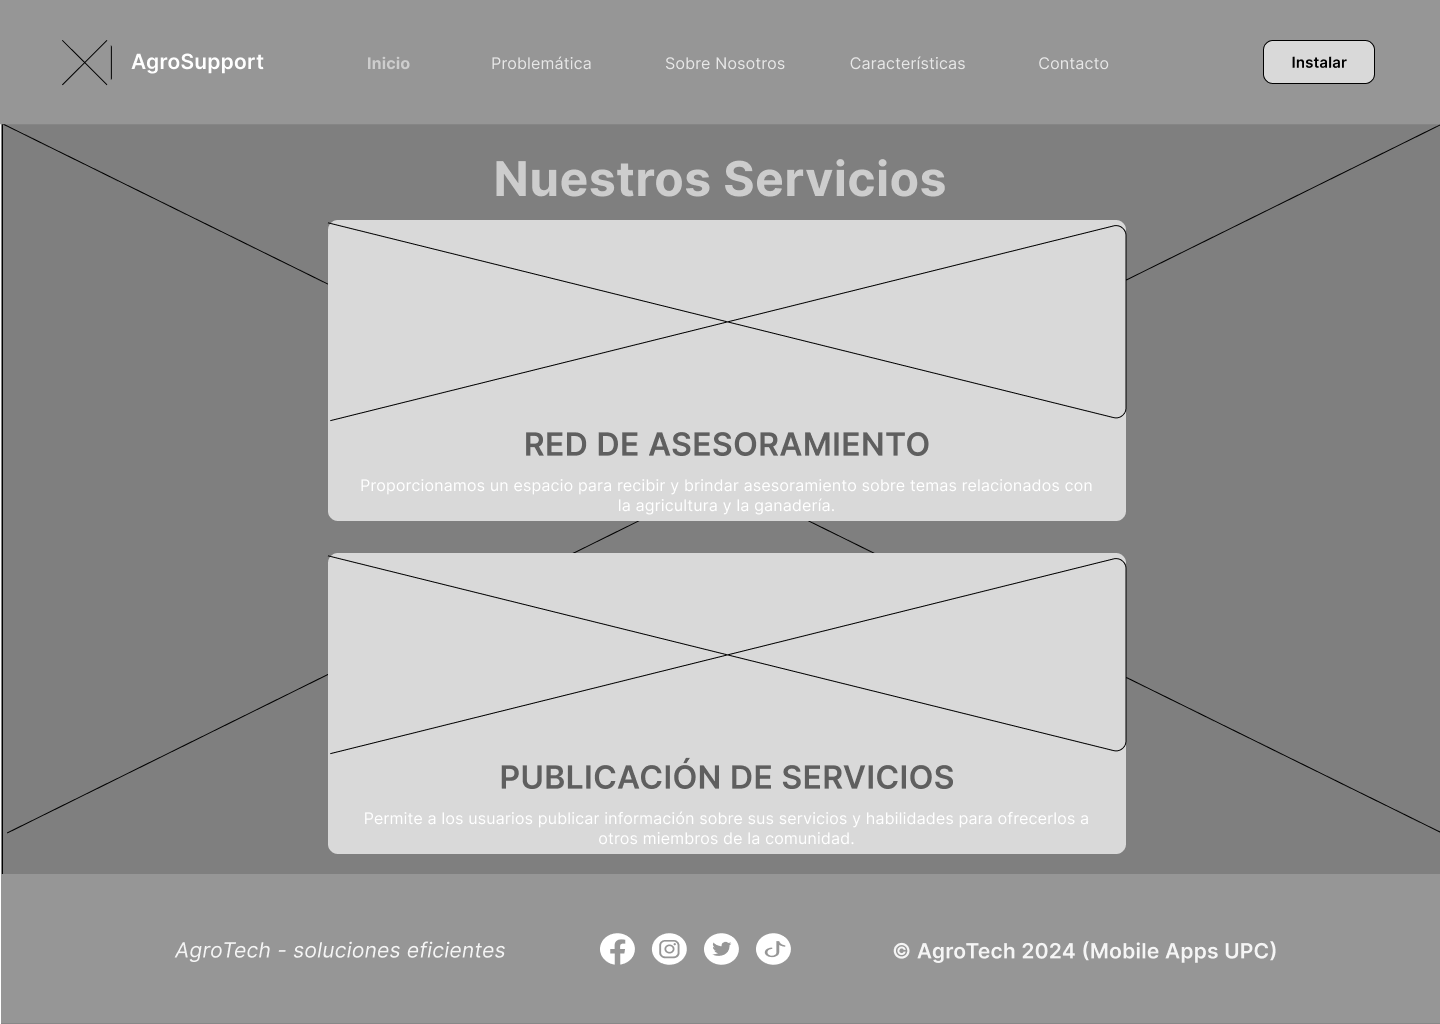 AgroSupport
Inicio
Problemática
Sobre Nosotros
Características
Contacto
Instalar
Nuestros Servicios
RED DE ASESORAMIENTO
Proporcionamos un espacio para recibir y brindar asesoramiento sobre temas relacionados con
la agricultura y la ganadería.
PUBLICACIÓN DE SERVICIOS
Permite a los usuarios publicar información sobre sus servicios y habilidades para ofrecerlos a
otros miembros de la comunidad.
AgroTech - soluciones eficientes
© AgroTech 2024 (Mobile Apps UPC)